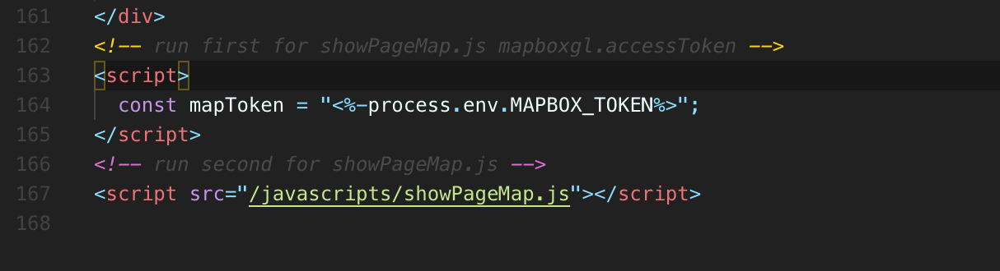 161 </div>
162 <!-- run first for showPageMap.js mapboxgl.accessToken -->
163 <script>
164 const mapToken = "<%-process.env.MAPBOX_TOKEN%>";
165 </script>
166 <!-- run second for showPageMap.js -->
167 <script src="/javascripts/showPageMap.js"></script>
168